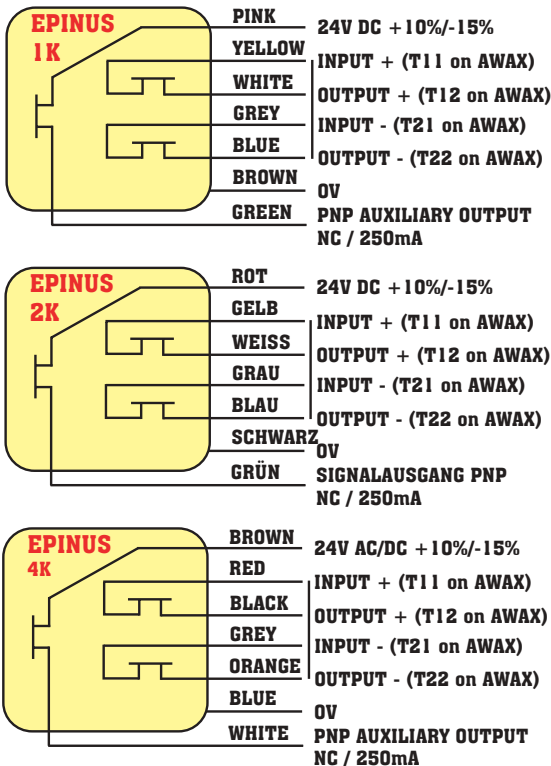 EPINUS
1K
PINK 24V DC +10%/-15%
YELLOW INPUT + (T11 on AWAX)
WHITE OUTPUT + (T12 on AWAX)
GREY INPUT - (T21 on AWAX)
BLUE OUTPUT - (T22 on AWAX)
BROWN 0V
GREEN PNP AUXILIARY OUTPUT
NC / 250mA
EPINUS
2K
ROT 24V DC +10%/-15%
GELB INPUT + (T11 on AWAX)
WEISS OUTPUT + (T12 on AWAX)
GRAU INPUT - (T21 on AWAX)
BLAU OUTPUT - (T22 on AWAX)
SCHWARZ 0V
GRÜN SIGNALAUSGANG PNP
NC / 250mA
EPINUS
4K
BROWN 24V AC/DC +10%/-15%
RED INPUT + (T11 on AWAX)
BLACK OUTPUT + (T12 on AWAX)
GREY INPUT - (T21 on AWAX)
ORANGE OUTPUT - (T22 on AWAX)
BLUE 0V
WHITE PNP AUXILIARY OUTPUT
NC / 250mA